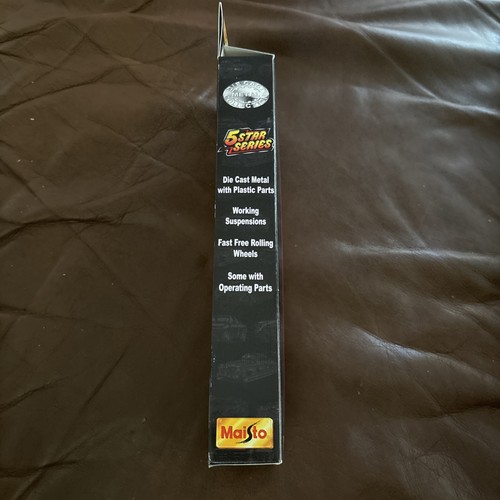 METAL
5 STAR
SERIES
Die Cast Metal
with Plastic Parts
Working
Suspensions
Fast Free Rolling
Wheels
Some with
Operating Parts
Maisto